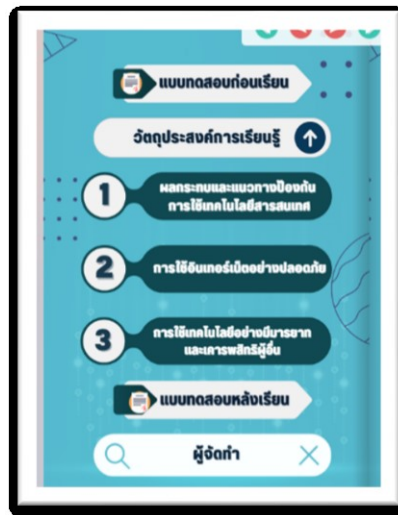 แบบทดสอบก่อนเรียน
วัตถุประสงค์การเรียนรู้
1
ผลกระทบและแนวทางป้องกัน
การใช้เทคโนโลยีสารสนเทศ
2
การใช้อินเทอร์เน็ตอย่างปลอดภัย
3
การใช้เทคโนโลยีอย่างมีมารยาท
และเคารพสิทธิผู้อื่น
แบบทดสอบหลังเรียน
ผู้จัดทำ